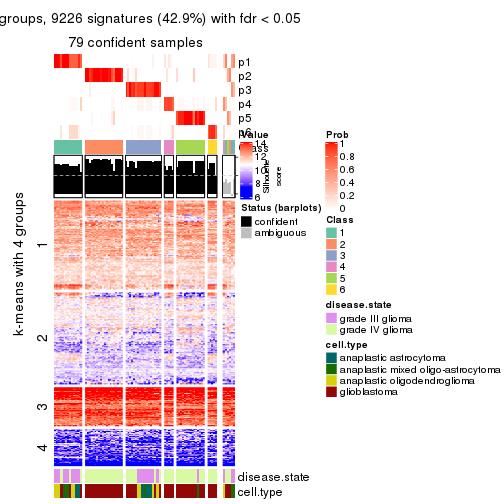 groups, 9226 signatures (42.9%) with fdr < 0.05
79 confident samples
p1
p2
p3
p4
p5
p6
k-means with 4 groups
1
2
3
4
Value
14
12
10
8
6
Class
Silhouette
score
Prob
1
0.8
0.6
0.4
0.2
0
Status (barplots)
confident
ambiguous
Class
1
2
3
4
5
6
disease.state
grade III glioma
grade IV glioma
cell.type
anaplastic astrocytoma
anaplastic mixed oligo-astrocytoma
anaplastic oligodendroglioma
glioblastoma
disease.state
cell.type